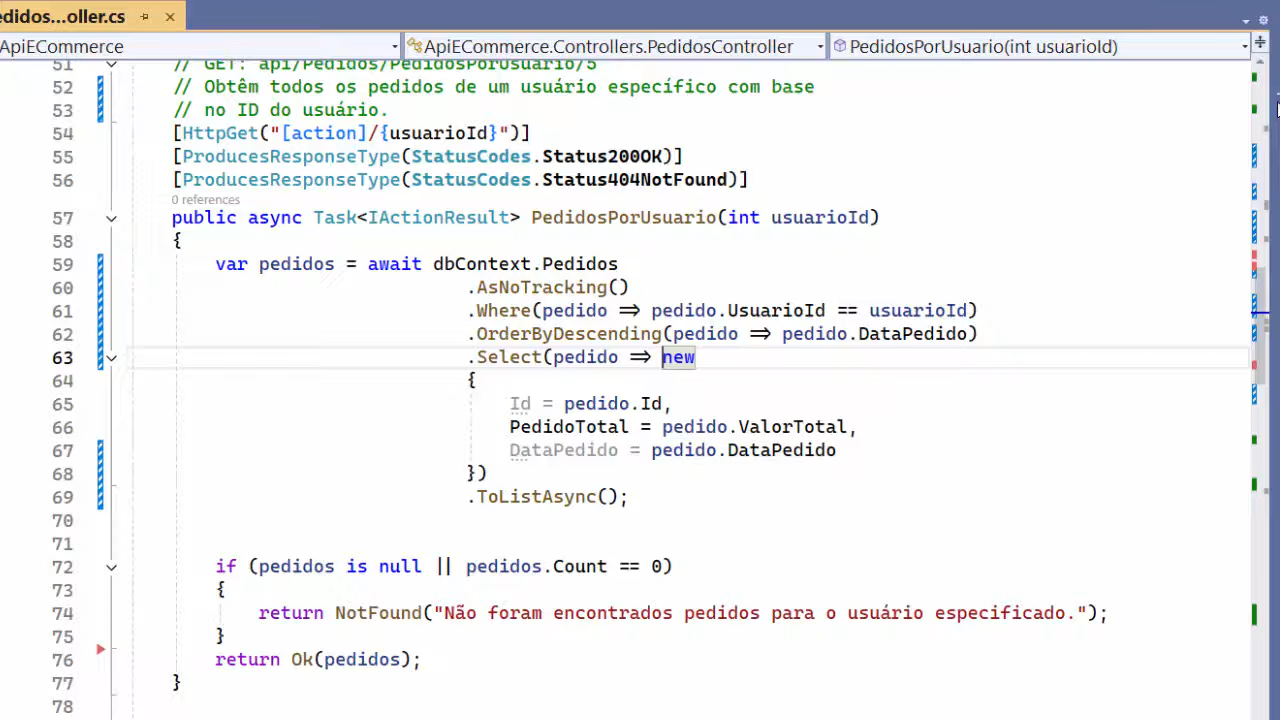 edidos...oller.cs
ApiECommerce
ApiECommerce.Controllers.PedidosController
PedidosPorUsuario(int usuarioId)
51 // GET: api/Pedidos/PedidosPorUsuario/5
52 // Obtêm todos os pedidos de um usuário específico com base
53 // no ID do usuário.
54 [HttpGet("[action]/{usuarioId}")]
55 [ProducesResponseType(StatusCodes.Status200OK)]
56 [ProducesResponseType(StatusCodes.Status404NotFound)]
0 references
57 public async Task<IActionResult> PedidosPorUsuario(int usuarioId)
58 {
59 var pedidos = await dbContext.Pedidos
60 .AsNoTracking()
61 .Where(pedido => pedido.UsuarioId == usuarioId)
62 .OrderByDescending(pedido => pedido.DataPedido)
63 .Select(pedido => new
64 {
65 Id = pedido.Id,
66 PedidoTotal = pedido.ValorTotal,
67 DataPedido = pedido.DataPedido
68 })
69 .ToListAsync();
70
71
72 if (pedidos is null || pedidos.Count == 0)
73 {
74 return NotFound("Não foram encontrados pedidos para o usuário especificado.");
75 }
76 return Ok(pedidos);
77 }
78